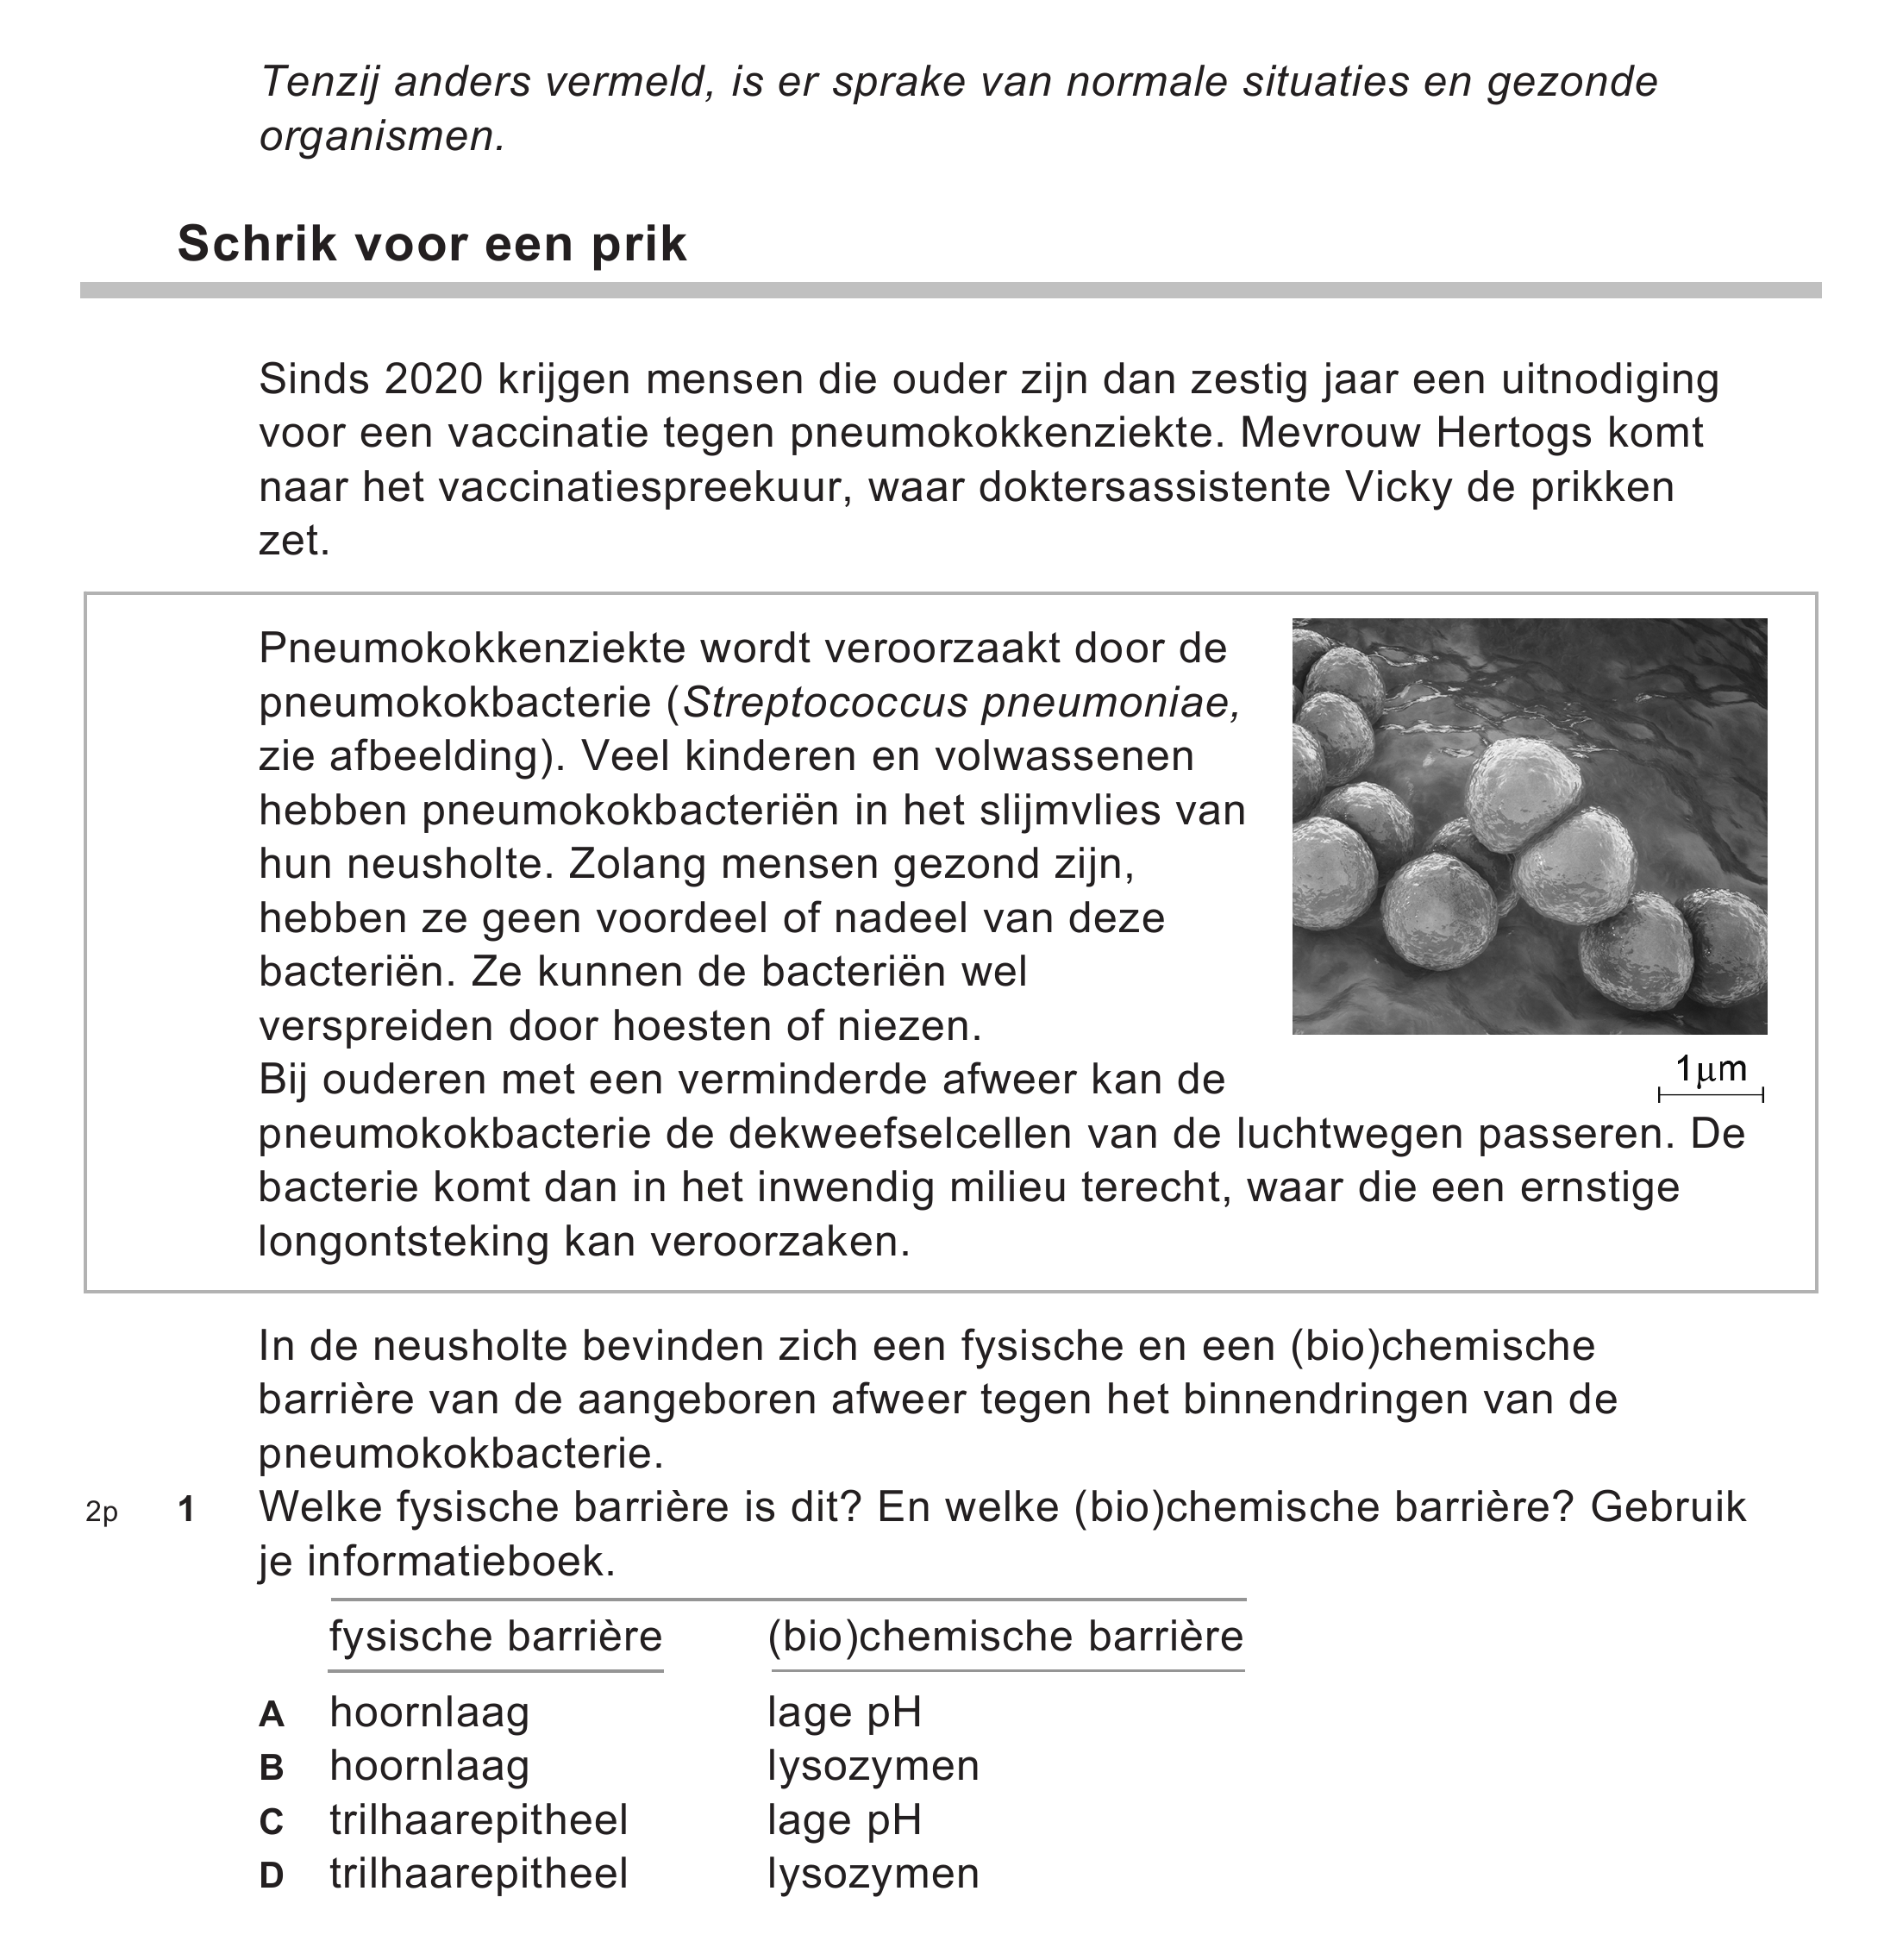 Tenzij anders vermeld, is er sprake van normale situaties en gezonde
organismen.
Schrik voor een prik
Sinds 2020 krijgen mensen die ouder zijn dan zestig jaar een uitnodiging
voor een vaccinatie tegen pneumokokkenziekte. Mevrouw Hertogs komt
naar het vaccinatiespreekuur, waar doktersassistente Vicky de prikken
zet.
Pneumokokkenziekte wordt veroorzaakt door de
pneumokokbacterie (Streptococcus pneumoniae,
zie afbeelding). Veel kinderen en volwassenen
hebben pneumokokbacteriën in het slijmvlies van
hun neusholte. Zolang mensen gezond zijn,
hebben ze geen voordeel of nadeel van deze
bacteriën. Ze kunnen de bacteriën wel
verspreiden door hoesten of niezen.
Bij ouderen met een verminderde afweer kan de
1μm
pneumokokbacterie de dekweefselcellen van de luchtwegen passeren. De
bacterie komt dan in het inwendig milieu terecht, waar die een ernstige
longontsteking kan veroorzaken.
In de neusholte bevinden zich een fysische en een (bio)chemische
barrière van de aangeboren afweer tegen het binnendringen van de
pneumokokbacterie.
2p 1 Welke fysische barrière is dit? En welke (bio)chemische barrière? Gebruik
je informatieboek.
fysische barrière (bio)chemische barrière
A hoornlaag lage pH
B hoornlaag lysozymen
C trilhaarepitheel lage pH
D trilhaarepitheel lysozymen